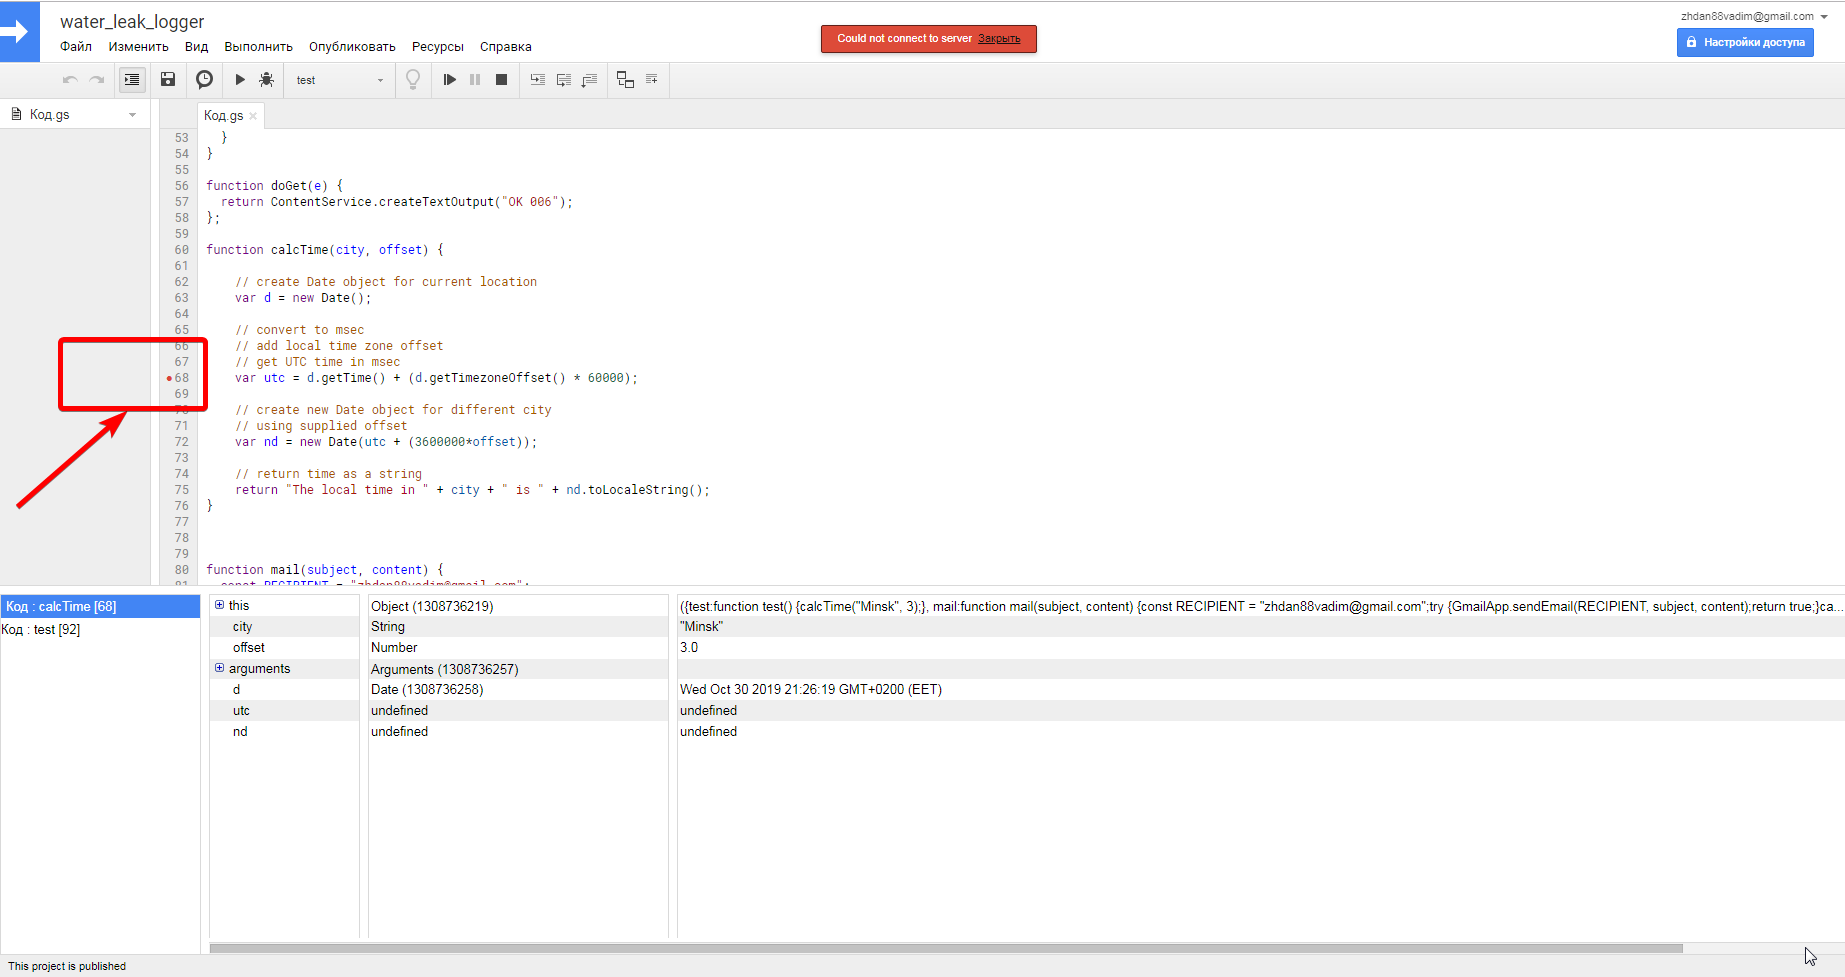 water_leak_logger
Файл Изменить Вид Выполнить Опубликовать Ресурсы Справка
Could not connect to server Закрыть
zhdan88vadim@gmail.com
Настройки доступа
test
Код.gs
Код.gs
53 }
54 }
55
56 function doGet(e) {
57 return ContentService.createTextOutput("OK 006");
58 };
59
60 function calcTime(city, offset) {
61
62 // create Date object for current location
63 var d = new Date();
64
65 // convert to msec
66 // add local time zone offset
67 // get UTC time in msec
68 var utc = d.getTime() + (d.getTimezoneOffset() * 60000);
69
70 // create new Date object for different city
71 // using supplied offset
72 var nd = new Date(utc + (3600000*offset));
73
74 // return time as a string
75 return "The local time in " + city + " is " + nd.toLocaleString();
76 }
77
78
79
80 function mail(subject, content) {
81 const RECIPIENT = "zhdan88vadim@gmail.com";
Код : calcTime [68]
Код : test [92]
this Object (1308736219) ({test:function test() {calcTime("Minsk", 3);}, mail:function mail(subject, content) {const RECIPIENT = "zhdan88vadim@gmail.com";try {GmailApp.sendEmail(RECIPIENT, subject, content);return true;}ca...
city String "Minsk"
offset Number 3.0
arguments Arguments (1308736257)
d Date (1308736258) Wed Oct 30 2019 21:26:19 GMT+0200 (EET)
utc undefined undefined
nd undefined undefined
This project is published